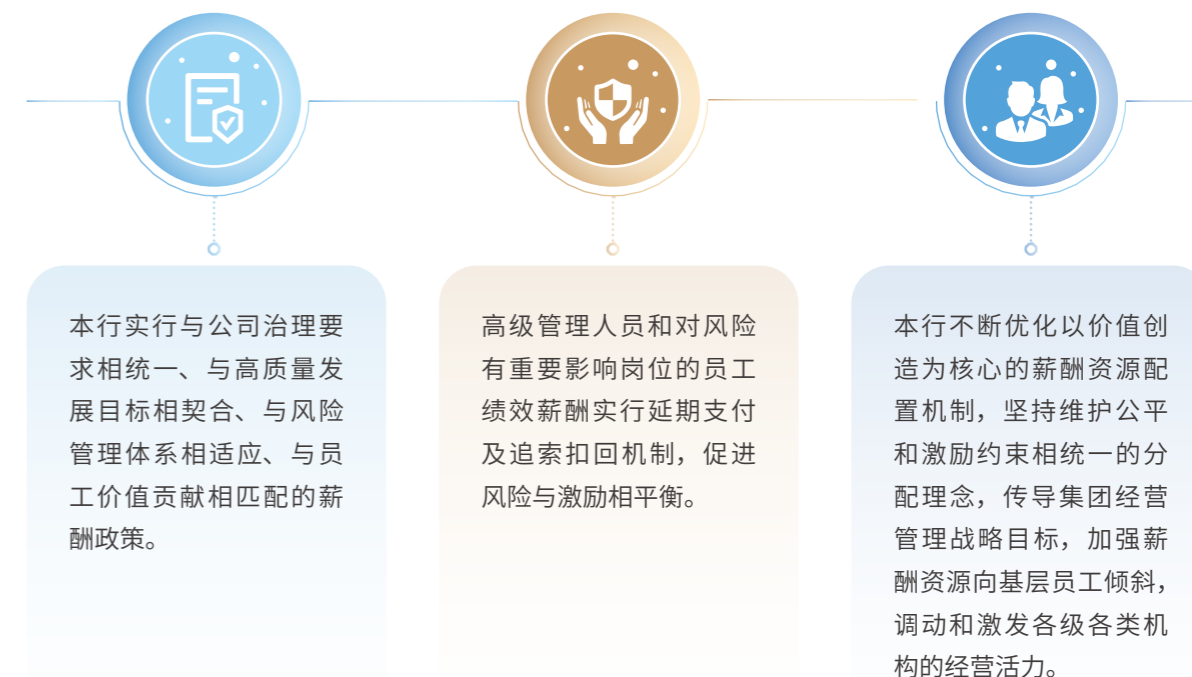 本行实行与公司治理要
求相统一、与高质量发
展目标相契合、与风险
管理体系相适应、与员
工价值贡献相匹配的薪
酬政策。
高级管理人员和对风险
有重要影响岗位的员工
绩效薪酬实行延期支付
及追索扣回机制，促进
风险与激励相平衡。
本行不断优化以价值创
造为核心的薪酬资源配
置机制，坚持维护公平
和激励约束相统一的分
配理念，传导集团经营
管理战略目标，加强薪
酬资源向基层员工倾斜，
调动和激发各级各类机
构的经营活力。